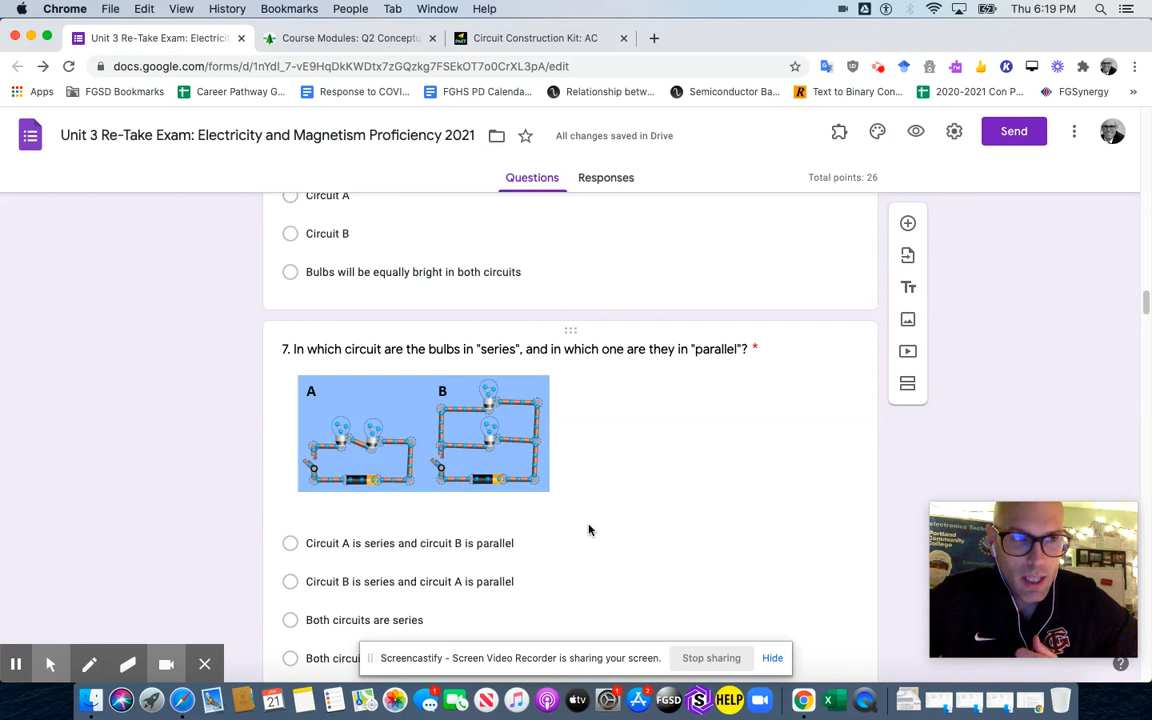 Chrome File Edit View History Bookmarks People Tab Window Help Thu 6:19 PM
Unit 3 Re-Take Exam: Electricit Course Modules: Q2 Conceptu Circuit Construction Kit: AC
docs.google.com/forms/d/1nYdI_7-vE9HqDkKWDtx7zGQzkg7FSEkOT7o0CrXL3pA/edit
Apps FGSD Bookmarks Career Pathway G... Response to COVI... FGHS PD Calenda... Relationship betw... Semiconductor Ba... Text to Binary Con... 2020-2021 Con P... FGSynergy »
Unit 3 Re-Take Exam: Electricity and Magnetism Proficiency 2021 All changes saved in Drive Send
Questions Responses Total points: 26
Circuit A
Circuit B
Bulbs will be equally bright in both circuits
7. In which circuit are the bulbs in "series", and in which one are they in "parallel"? *
A B
Circuit A is series and circuit B is parallel
Circuit B is series and circuit A is parallel
Both circuits are series
Both circui
Screencastify - Screen Video Recorder is sharing your screen. Stop sharing Hide
Portland
Community
College